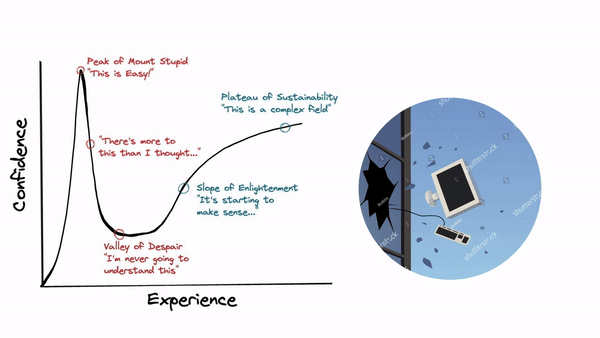 Peak of Mount Stupid
"This is Easy!"
Plateau of Sustainability
"This is a complex field"
"There's more to
this than I thought..."
Slope of Enlightenment
"It's starting to
make sense...
Valley of Despair
"I'm never going to
understand this"
Confidence
Experience
shutterstock
shutterstock
shutterstock